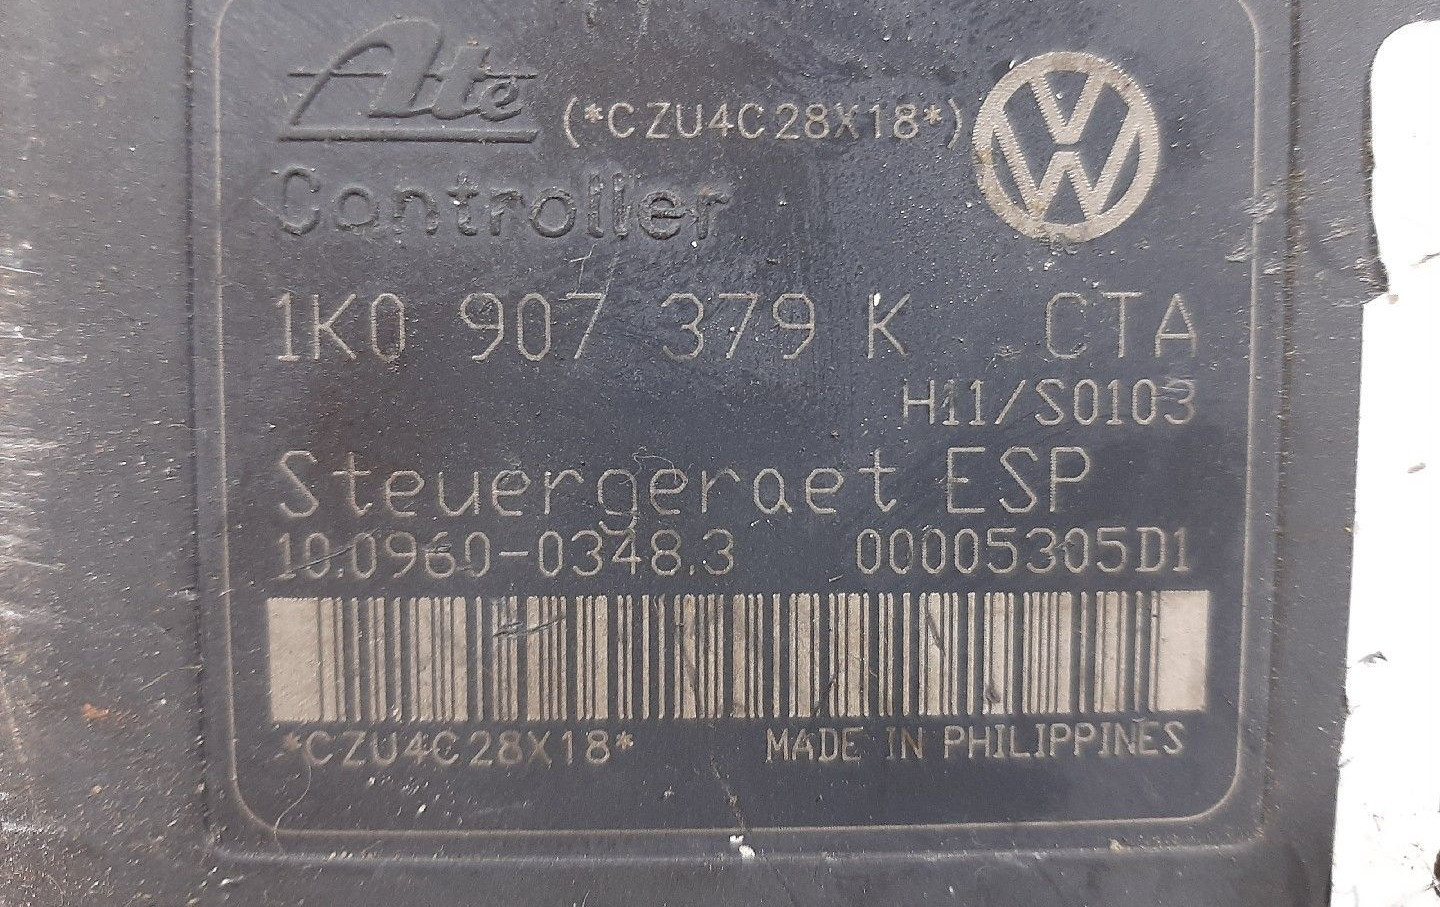 Ate (*CZU4C28X18*)
Controller
1K0 907 379 K CTA
H11/S0103
Steuergeraet ESP
10.0960-0348.3 00005305D1
*CZU4C28X18* MADE IN PHILIPPINES